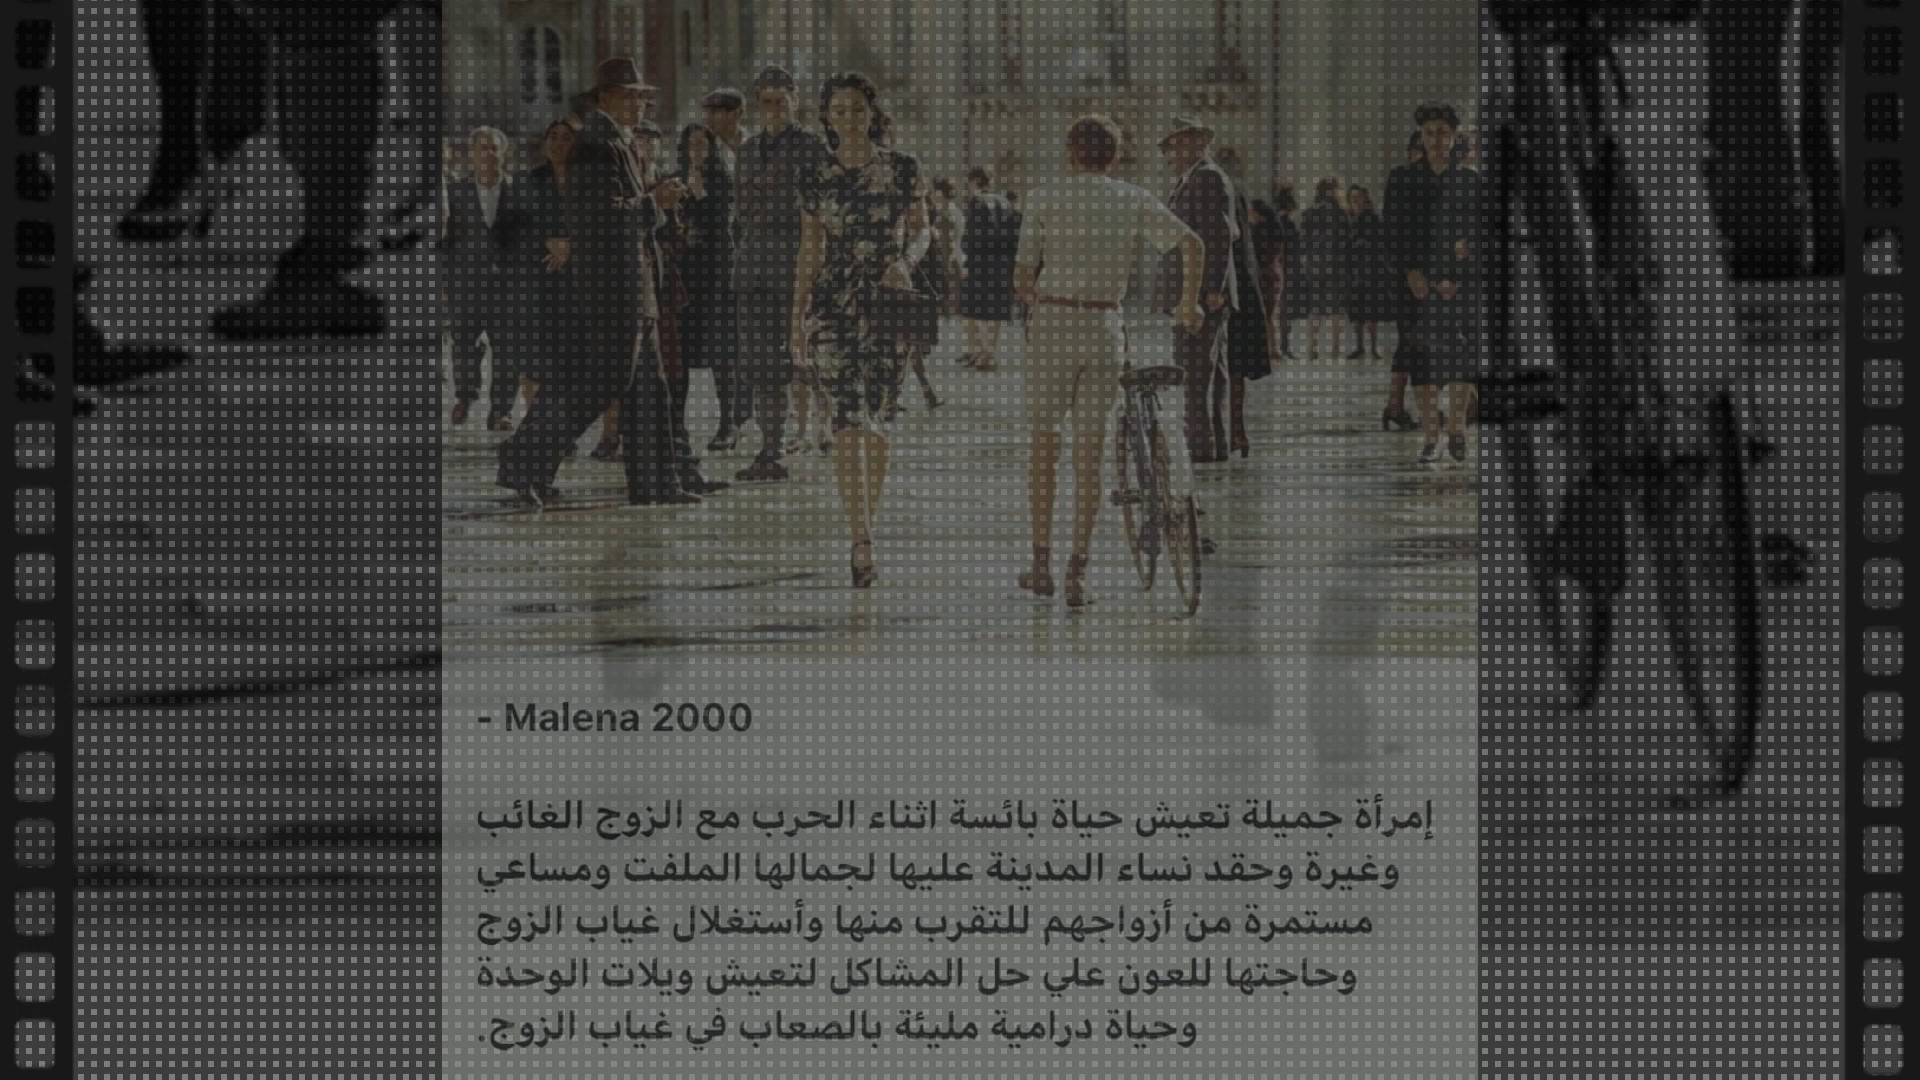 - Malena 2000
إمرأة جميلة تعيش حياة بائسة اثناء الحرب مع الزوج الغائب
وغيرة وحقد نساء المدينة عليها لجمالها الملفت ومساعي
مستمرة من أزواجهم للتقرب منها وأستغلال غياب الزوج
وحاجتها للعون علي حل المشاكل لتعيش ويلات الوحدة
وحياة درامية مليئة بالصعاب في غياب الزوج.